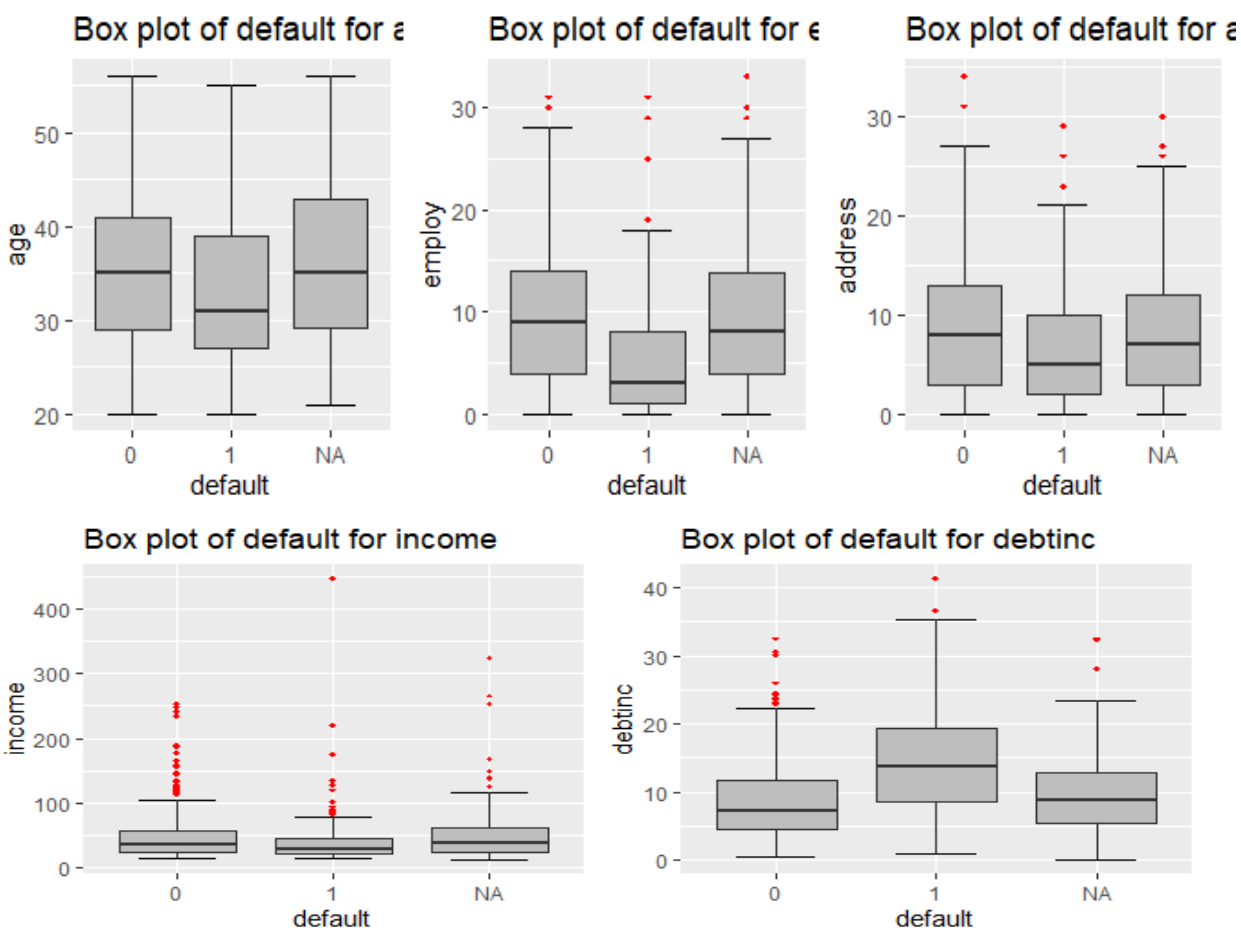 Box plot of default for a
50
40
30
20
age
0 1 NA
default
Box plot of default for e
30
20
10
0
employ
0 1 NA
default
Box plot of default for a
30
20
10
0
address
0 1 NA
default
Box plot of default for income
400
300
200
100
0
income
0 1 NA
default
Box plot of default for debtinc
40
30
20
10
0
debtinc
0 1 NA
default